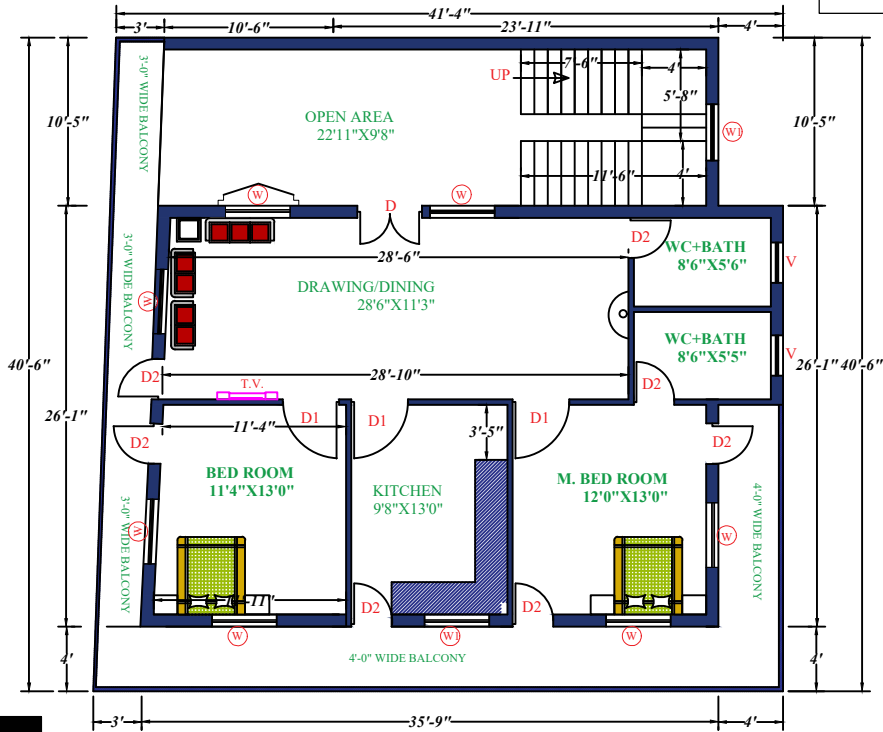 41'-4"
3'
10'-6"
23'-11"
4'
3'-0" WIDE BALCONY
7'-6"
4'
UP
5'-8"
10'-5"
OPEN AREA
22'11"X9'8"
W1
10'-5"
11'-6"
4'
W
W
D
D2
WC+BATH
8'6"X5'6"
V
3'-0" WIDE BALCONY
28'-6"
DRAWING/DINING
28'6"X11'3"
W
WC+BATH
8'6"X5'5"
V
40'-6"
26'-1"
40'-6"
D2
28'-10"
T.V.
D2
26'-1"
D1
D1
D1
11'-4"
3'-5"
D2
D2
BED ROOM
11'4"X13'0"
KITCHEN
9'8"X13'0"
M. BED ROOM
12'0"X13'0"
3'-0" WIDE BALCONY
W
W
4'-0" WIDE BALCONY
11'
D2
D2
W
W1
W
4'
4'-0" WIDE BALCONY
4'
3'
35'-9"
4'